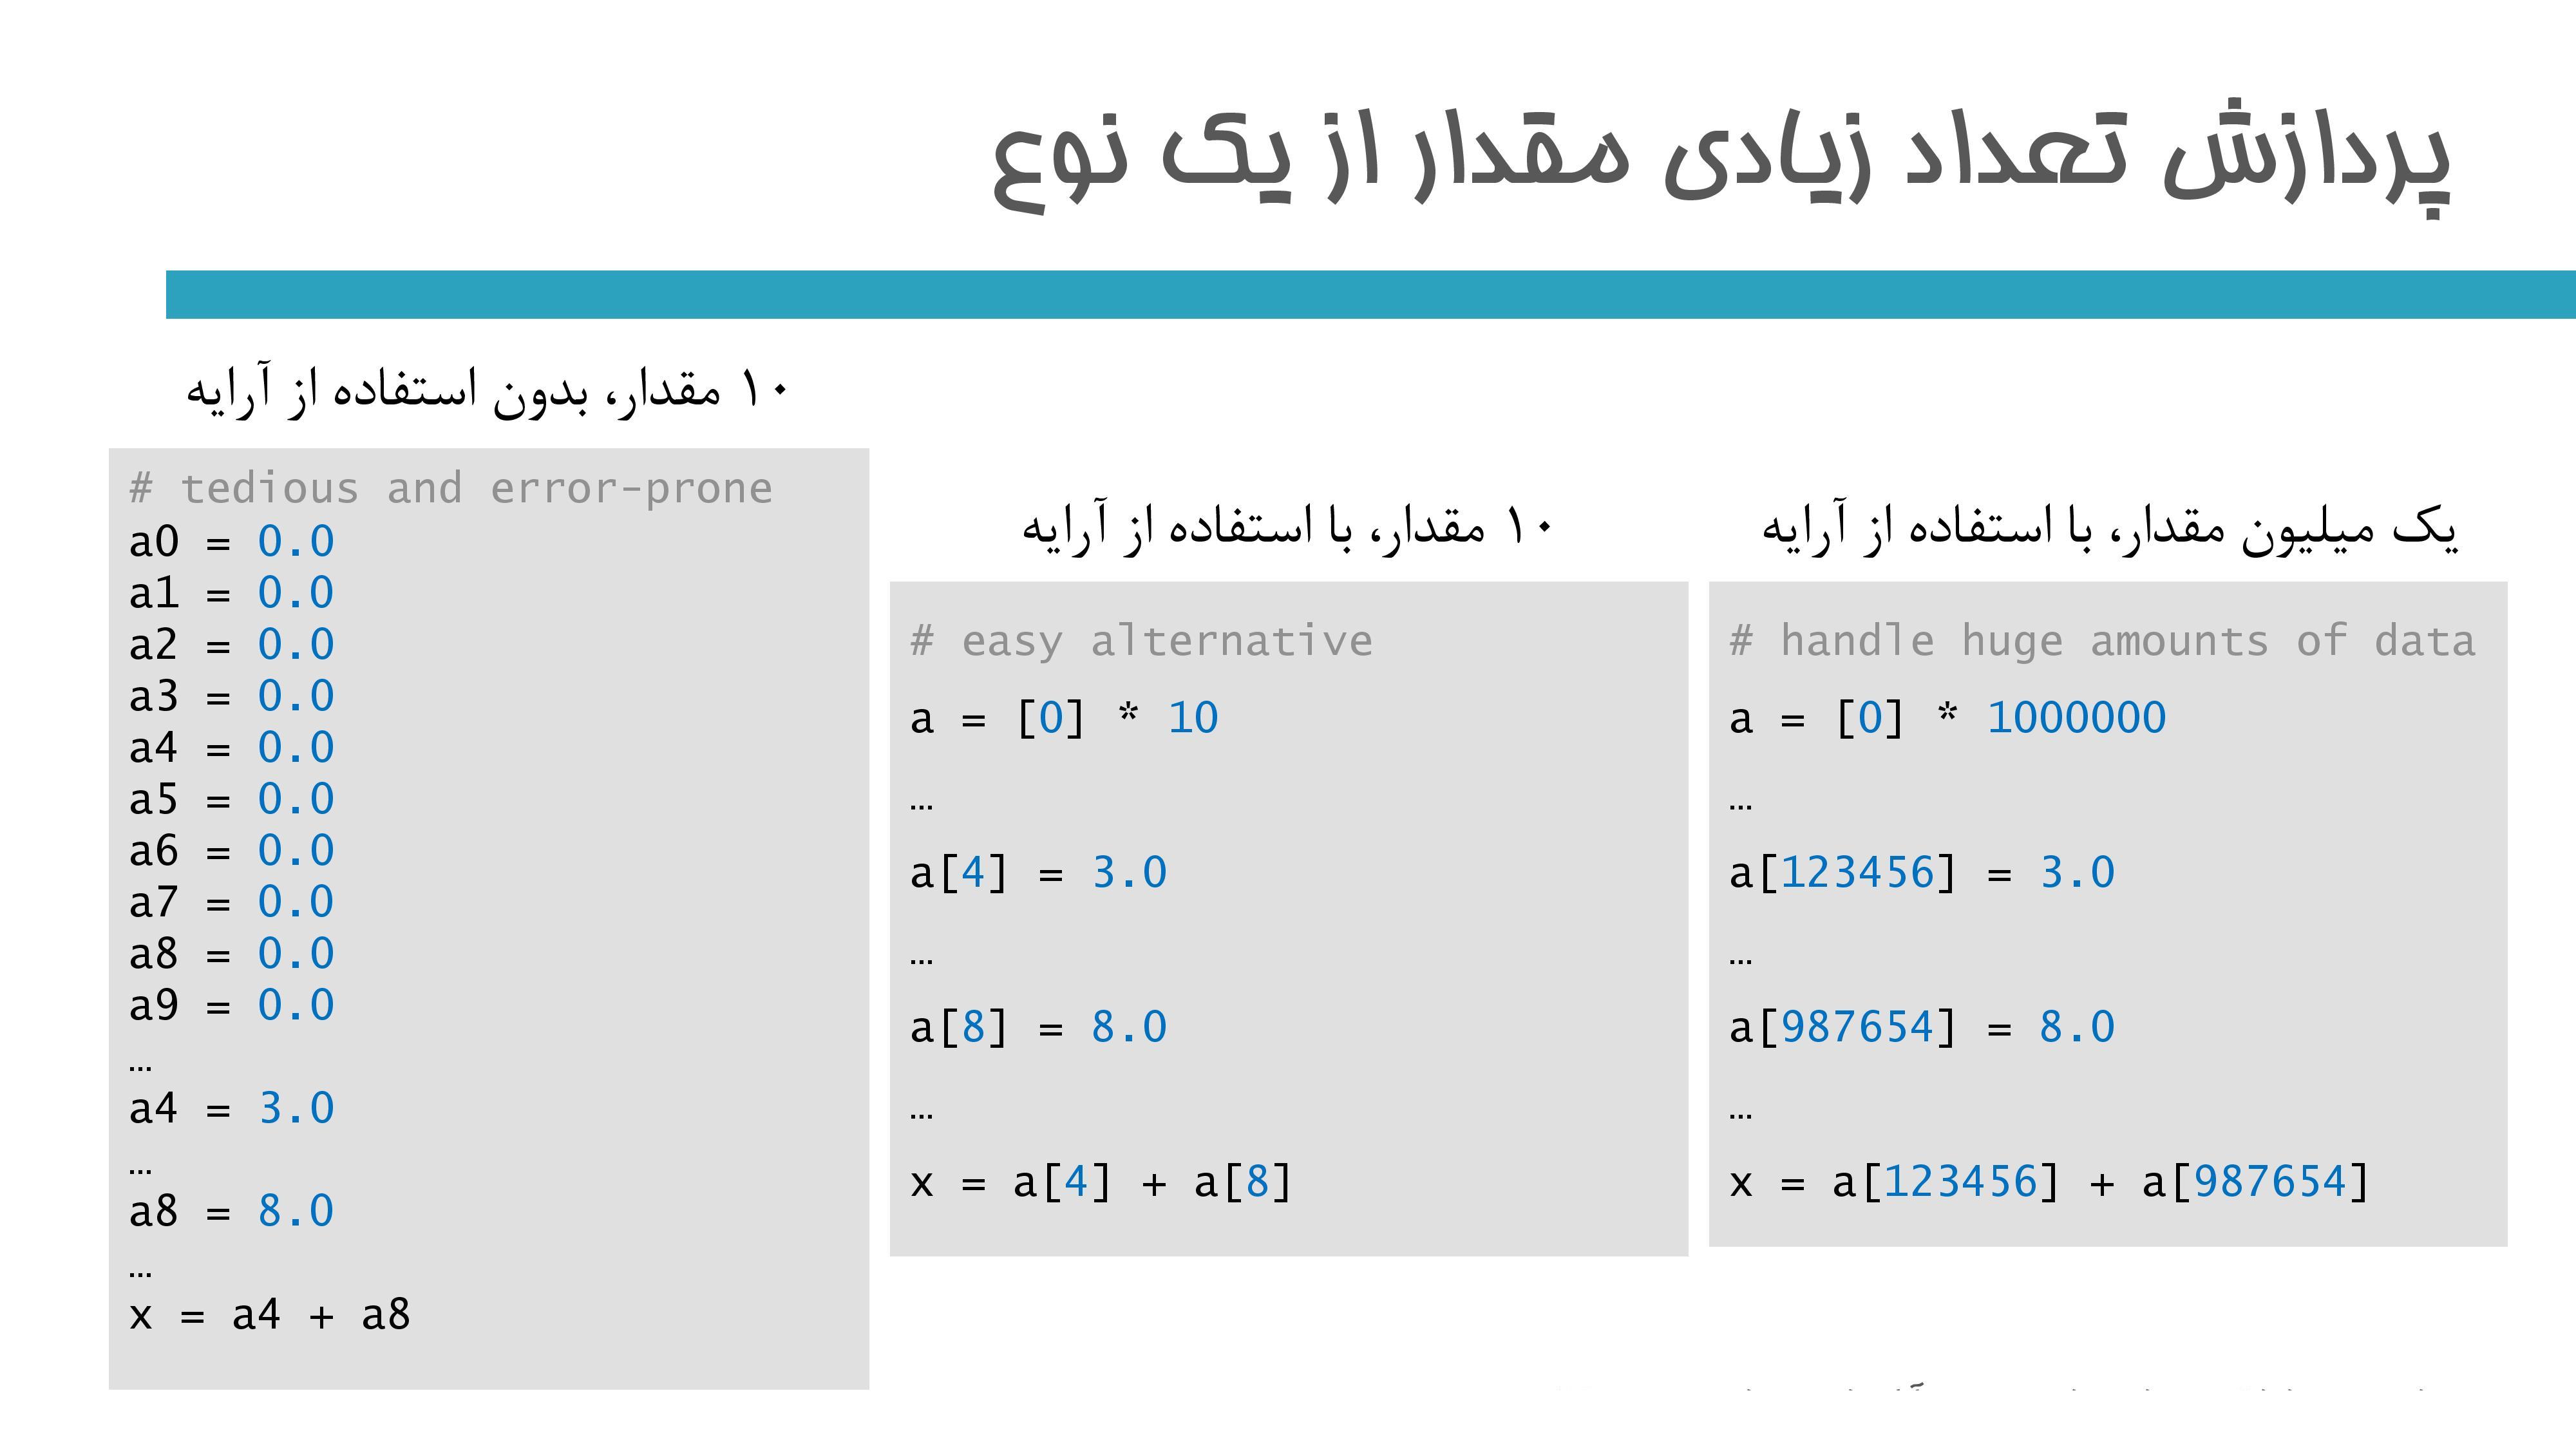 پردازش تعداد زیادی مقدار از یک نوع
۱۰ مقدار، بدون استفاده از آرایه
# tedious and error-prone
a0 = 0.0
a1 = 0.0
a2 = 0.0
a3 = 0.0
a4 = 0.0
a5 = 0.0
a6 = 0.0
a7 = 0.0
a8 = 0.0
a9 = 0.0
…
a4 = 3.0
…
a8 = 8.0
…
x = a4 + a8
۱۰ مقدار، با استفاده از آرایه
# easy alternative
a = [0] * 10
…
a[4] = 3.0
…
a[8] = 8.0
…
x = a[4] + a[8]
یک میلیون مقدار، با استفاده از آرایه
# handle huge amounts of data
a = [0] * 1000000
…
a[123456] = 3.0
…
a[987654] = 8.0
…
x = a[123456] + a[987654]